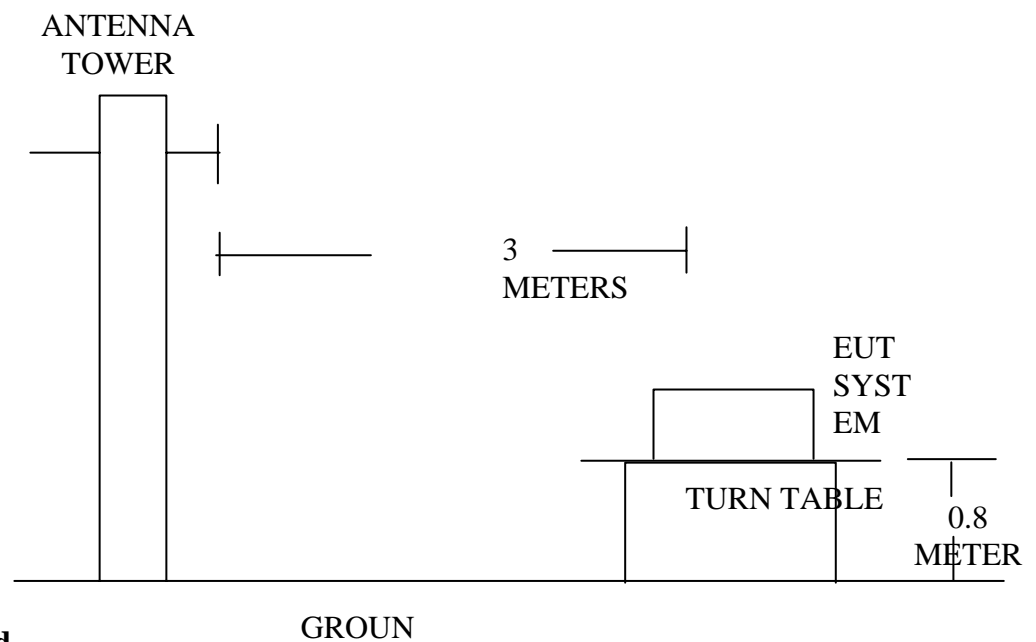 ANTENNA
TOWER
3
METERS
EUT
SYST
EM
TURN TABLE
0.8
METER
GROUN